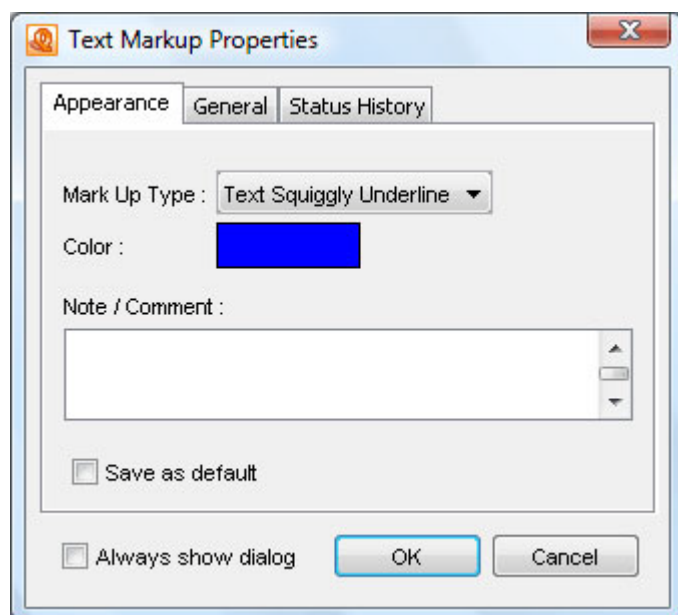 Text Markup Properties
Appearance General Status History
Mark Up Type : Text Squiggly Underline
Color :
Note / Comment :
Save as default
Always show dialog OK Cancel